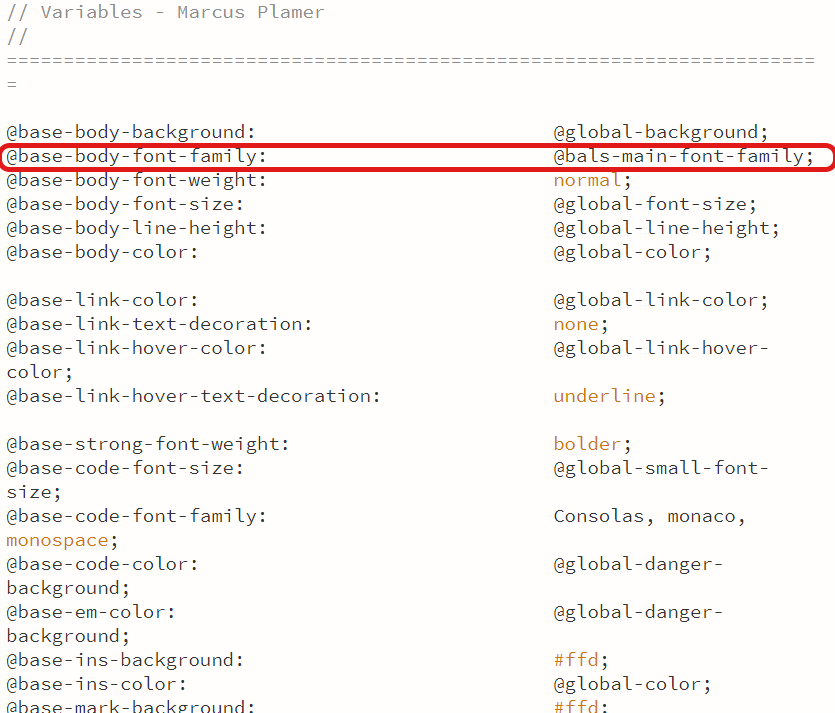 // Variables - Marcus Plamer
//
========================================================================
=
@base-body-background: @global-background;
@base-body-font-family: @bals-main-font-family;
@base-body-font-weight: normal;
@base-body-font-size: @global-font-size;
@base-body-line-height: @global-line-height;
@base-body-color: @global-color;
@base-link-color: @global-link-color;
@base-link-text-decoration: none;
@base-link-hover-color: @global-link-hover-
color;
@base-link-hover-text-decoration: underline;
@base-strong-font-weight: bolder;
@base-code-font-size: @global-small-font-
size;
@base-code-font-family: Consolas, monaco,
monospace;
@base-code-color: @global-danger-
background;
@base-em-color: @global-danger-
background;
@base-ins-background: #ffd;
@base-ins-color: @global-color;
@base-mark-background: #ffd;